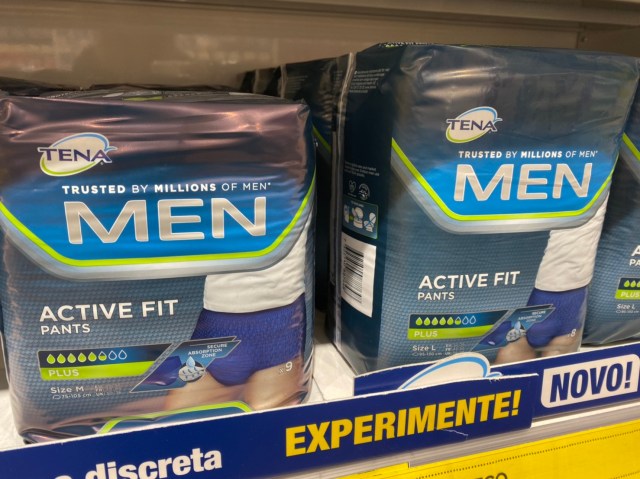 TENA
TRUSTED BY MILLIONS OF MEN*
MEN
ACTIVE FIT
PANTS
SECURE
ABSORPTION
ZONE
PLUS
Size M
9
TENA
TRUSTED BY MILLIONS OF MEN*
MEN
ACTIVE FIT
PANTS
PLUS
Size L
8
discreta
EXPERIMENTE!
NOVO!